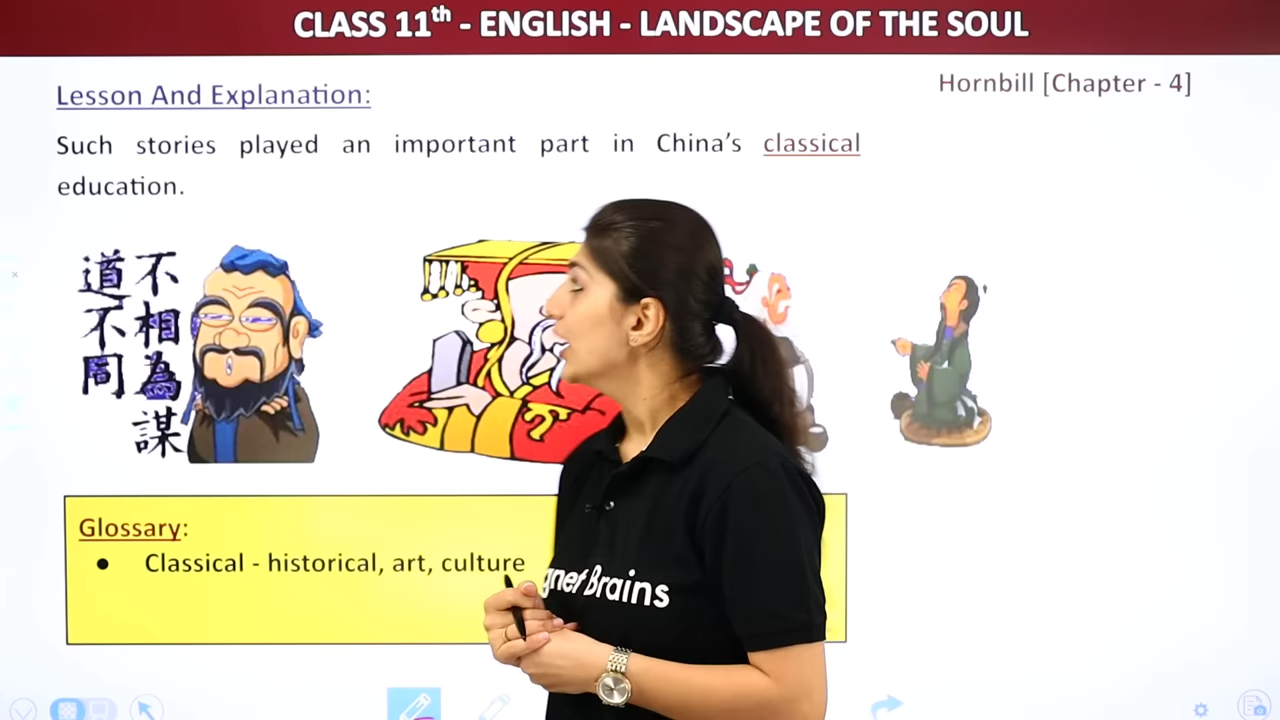 CLASS 11th - ENGLISH - LANDSCAPE OF THE SOUL
Lesson And Explanation:
Hornbill [Chapter - 4]
Such stories played an important part in China's classical
education.
道不同
不相為謀
Glossary:
● Classical - historical, art, culture
gnet Brains